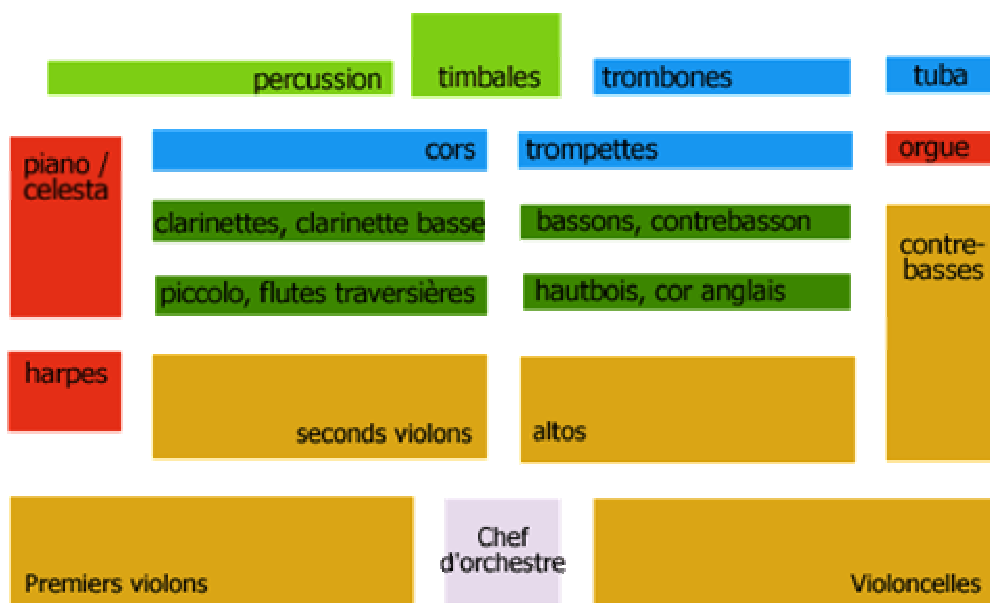 percussion
timbales
trombones
tuba
piano /
celesta
cors
trompettes
orgue
clarinettes, clarinette basse
bassons, contrebasson
contre-
basses
piccolo, flutes traversières
hautbois, cor anglais
harpes
seconds violons
altos
Premiers violons
Chef
d'orchestre
Violoncelles